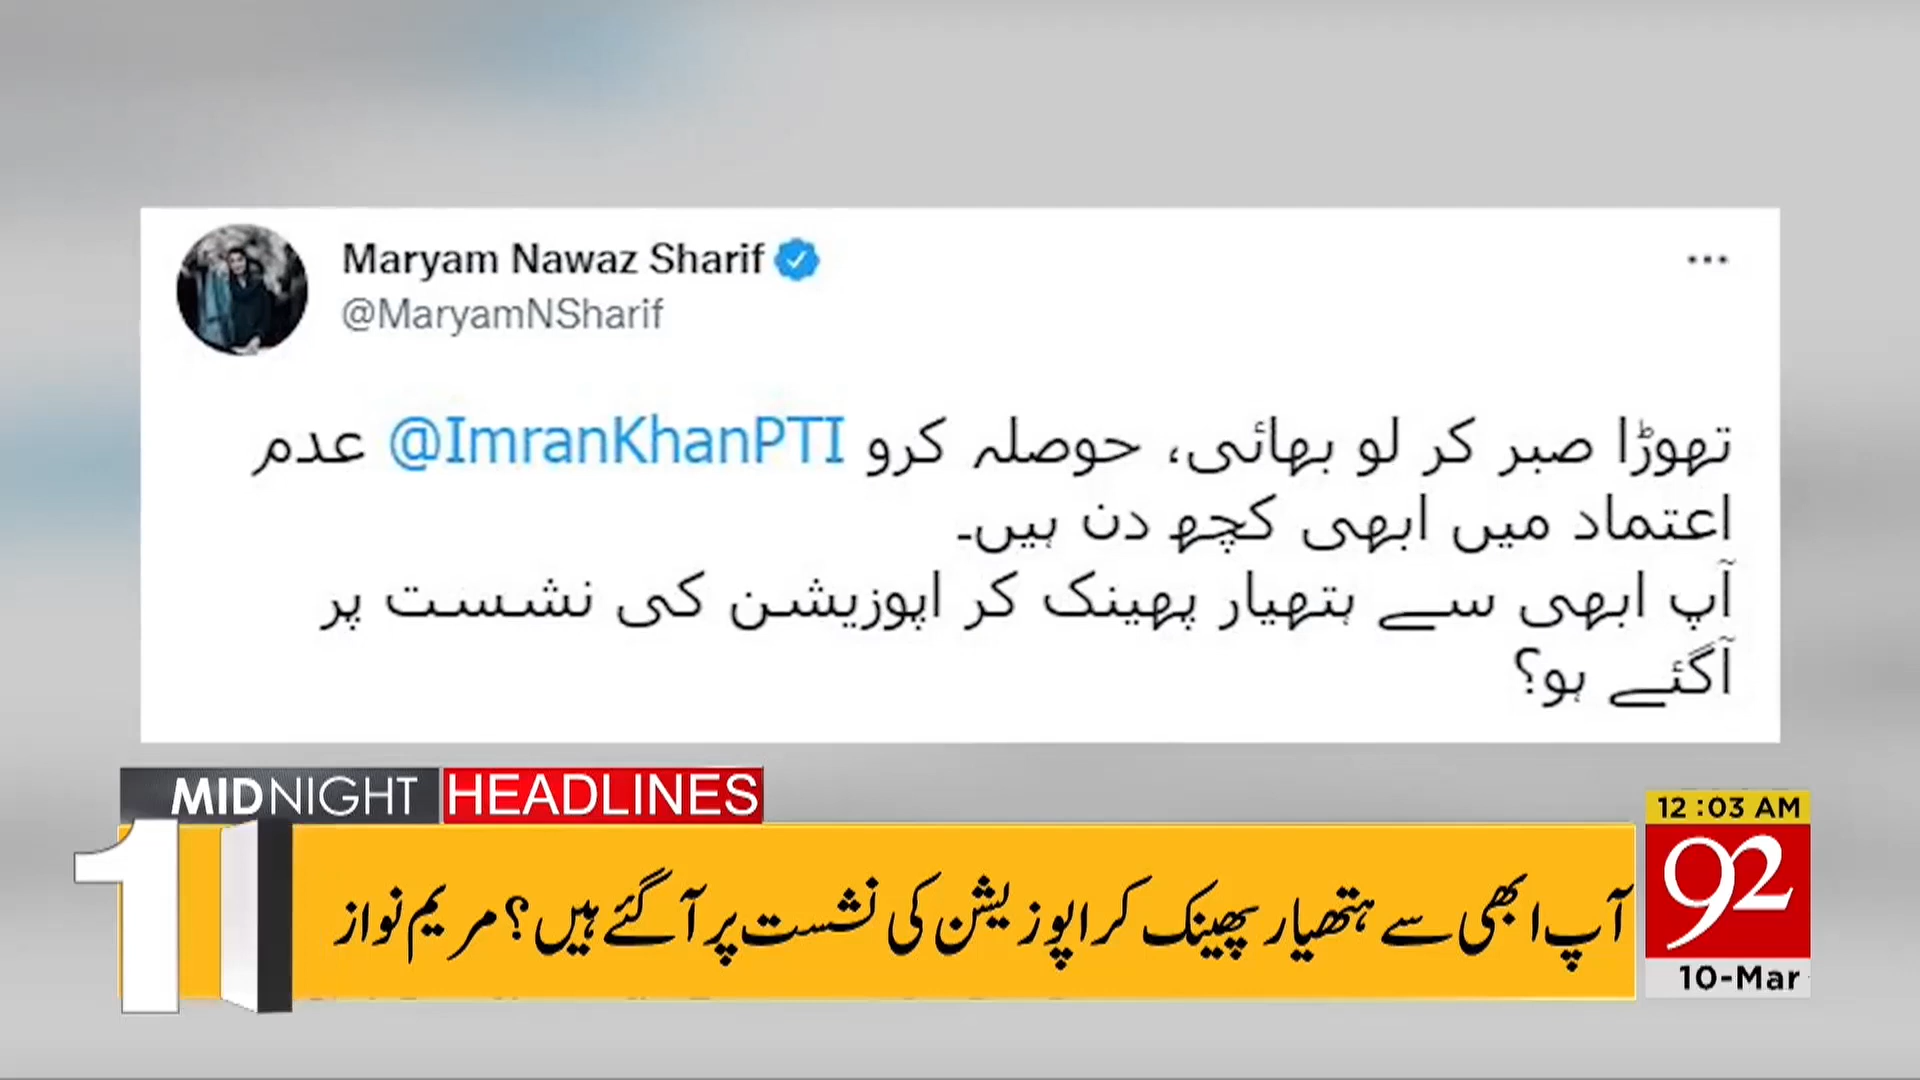 Maryam Nawaz Sharif
@MaryamNSharif
تھوڑا صبر کر لو بھائی، حوصلہ کرو @ImranKhanPTI عدم
اعتماد میں ابھی کچھ دن ہیں۔
آپ ابھی سے ہتھیار پھینک کر اپوزیشن کی نشست پر
آگئے ہو؟
MIDNIGHT HEADLINES
12:03 AM
1
آپ ابھی سے ہتھیار پھینک کر اپوزیشن کی نشست پر آگئے ہیں؟ مریم نواز
92
10-Mar